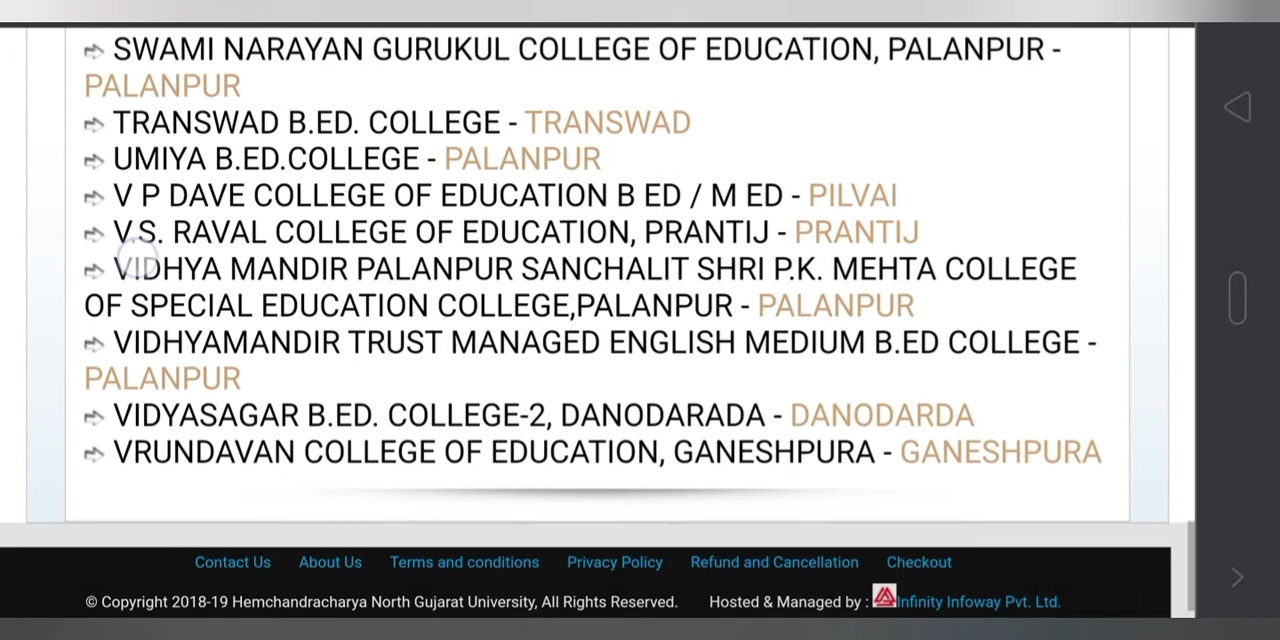 SWAMI NARAYAN GURUKUL COLLEGE OF EDUCATION, PALANPUR -
PALANPUR
TRANSWAD B.ED. COLLEGE - TRANSWAD
UMIYA B.ED.COLLEGE - PALANPUR
V P DAVE COLLEGE OF EDUCATION B ED / M ED - PILVAI
V.S. RAVAL COLLEGE OF EDUCATION, PRANTIJ - PRANTIJ
VIDHYA MANDIR PALANPUR SANCHALIT SHRI P.K. MEHTA COLLEGE
OF SPECIAL EDUCATION COLLEGE,PALANPUR - PALANPUR
VIDHYAMANDIR TRUST MANAGED ENGLISH MEDIUM B.ED COLLEGE -
PALANPUR
VIDYASAGAR B.ED. COLLEGE-2, DANODARADA - DANODARDA
VRUNDAVAN COLLEGE OF EDUCATION, GANESHPURA - GANESHPURA
Contact Us About Us Terms and conditions Privacy Policy Refund and Cancellation Checkout
© Copyright 2018-19 Hemchandracharya North Gujarat University, All Rights Reserved. Hosted & Managed by : Infinity Infoway Pvt. Ltd.